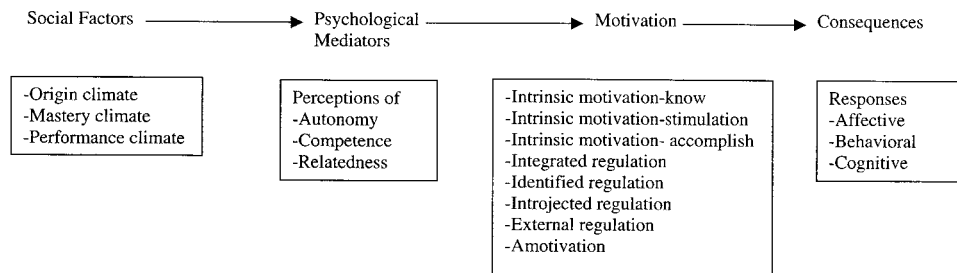 Social Factors
Psychological
Mediators
Motivation
Consequences
-Origin climate
-Mastery climate
-Performance climate
Perceptions of
-Autonomy
-Competence
-Relatedness
-Intrinsic motivation-know
-Intrinsic motivation-stimulation
-Intrinsic motivation- accomplish
-Integrated regulation
-Identified regulation
-Introjected regulation
-External regulation
-Amotivation
Responses
-Affective
-Behavioral
-Cognitive